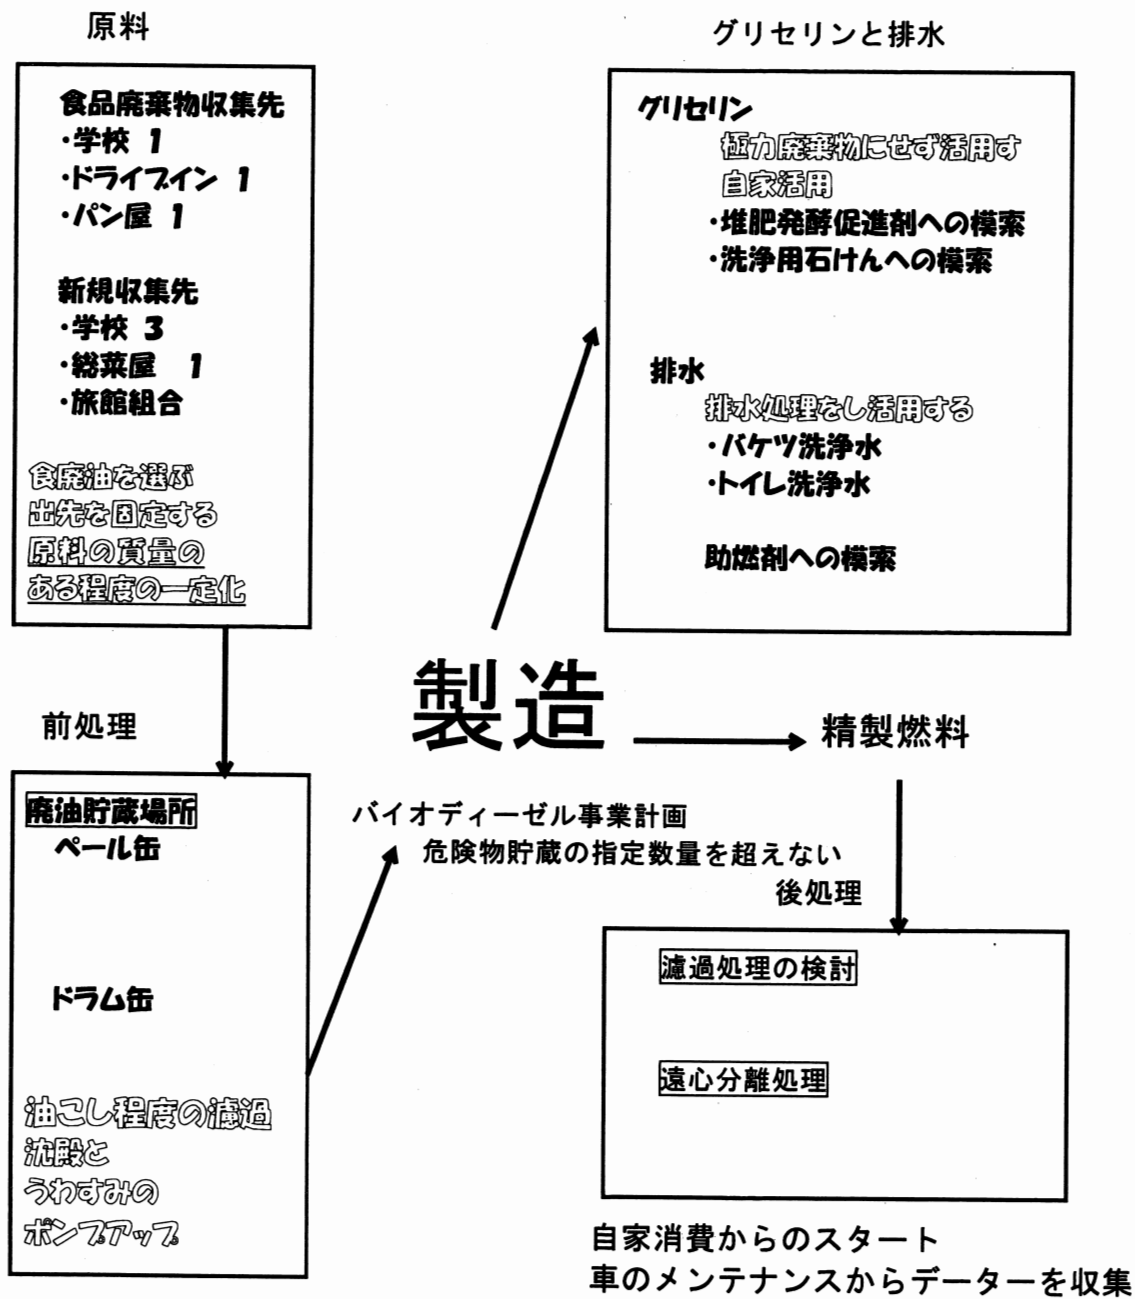 原料
食品廃棄物収集先
・学校 1
・ドライブイン 1
・パン屋 1
新規収集先
・学校 3
・総菜屋 1
・旅館組合
食廃油を選ぶ
出先を固定する
原料の質量の
ある程度の一定化
前処理
廃油貯蔵場所
ペール缶
ドラム缶
油こし程度の濾過
沈殿と
うわずみの
ポンプアップ
製造
バイオディーゼル事業計画
危険物貯蔵の指定数量を超えない
グリセリンと排水
グリセリン
極力廃棄物にせず活用す
自家活用
・堆肥発酵促進剤への模索
・洗浄用石けんへの模索
排水
排水処理をし活用する
・バケツ洗浄水
・トイレ洗浄水
助燃剤への模索
精製燃料
後処理
濾過処理の検討
遠心分離処理
自家消費からのスタート
車のメンテナンスからデーターを収集